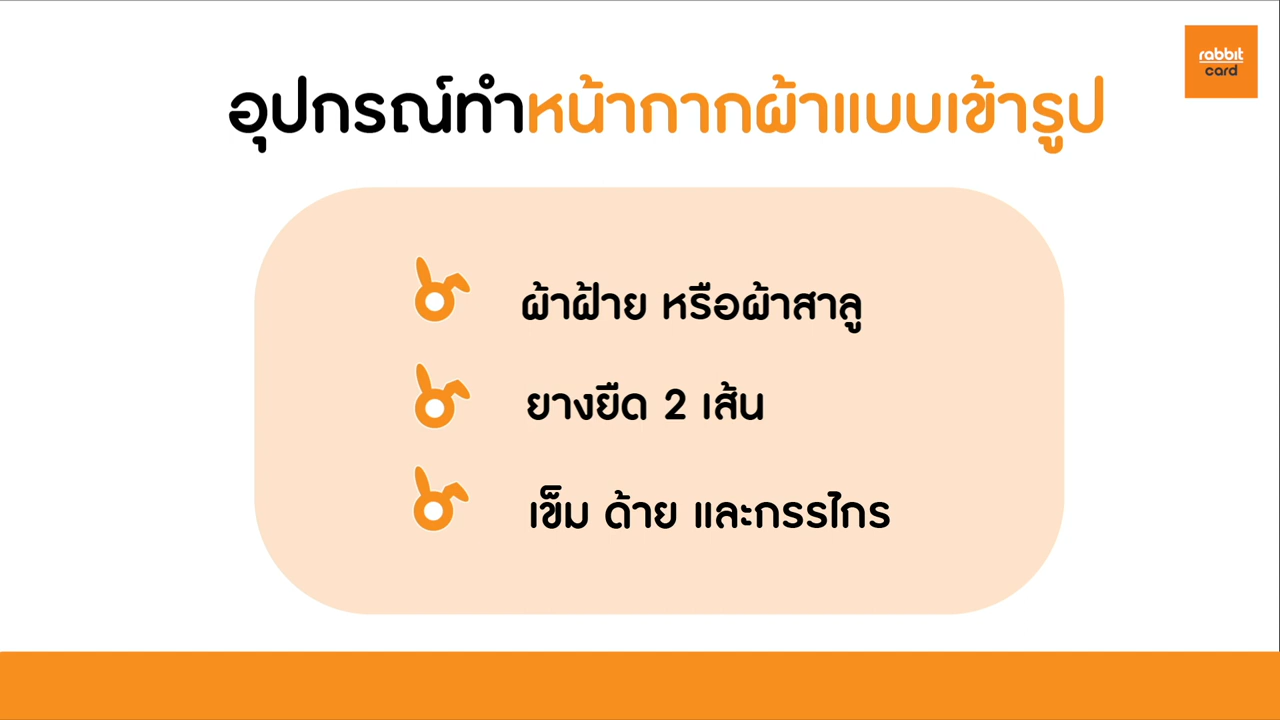 rabbit
card
อุปกรณ์ทำหน้ากากผ้าแบบเข้ารูป
ผ้าฝ้าย หรือผ้าสาลู
ยางยืด 2 เส้น
เข็ม ด้าย และกรรไกร